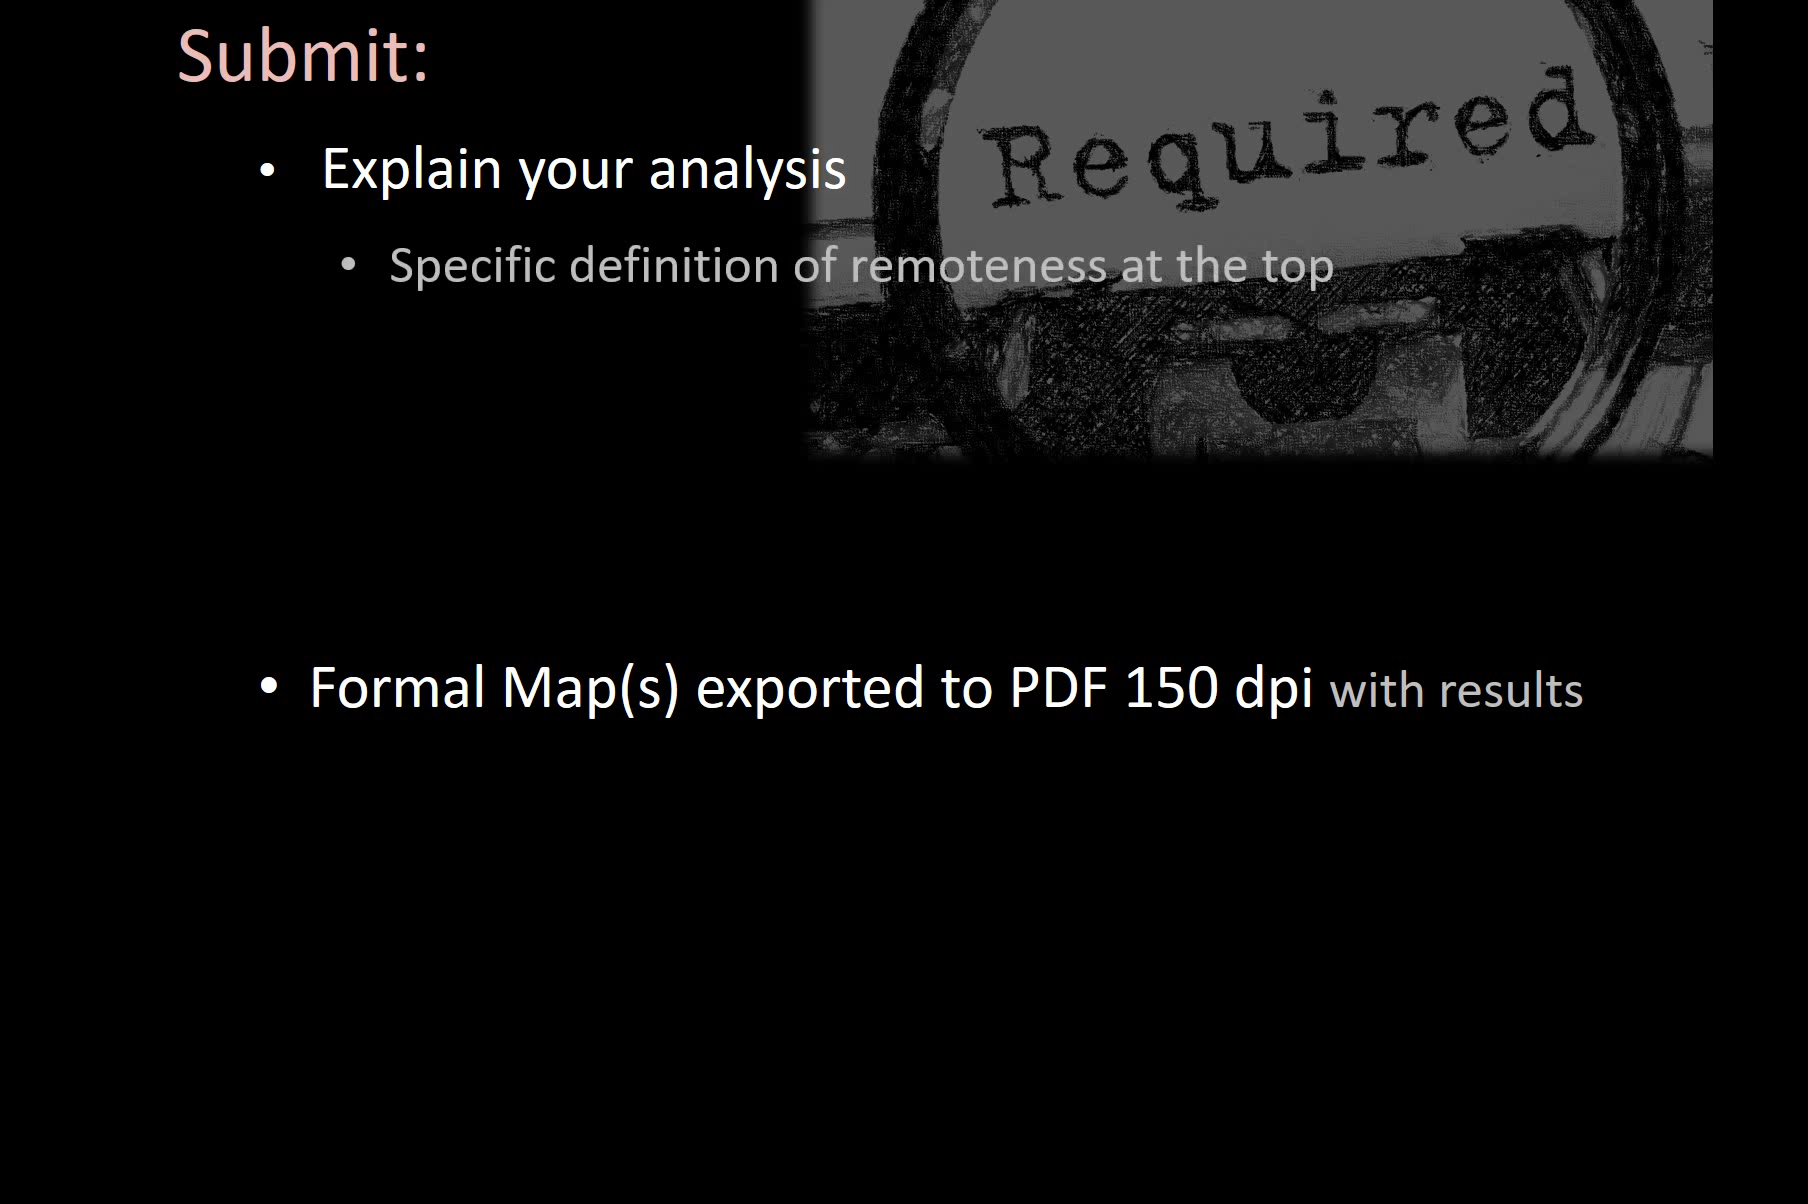 Submit:
Required
• Explain your analysis
• Specific definition of remoteness at the top
• Formal Map(s) exported to PDF 150 dpi with results